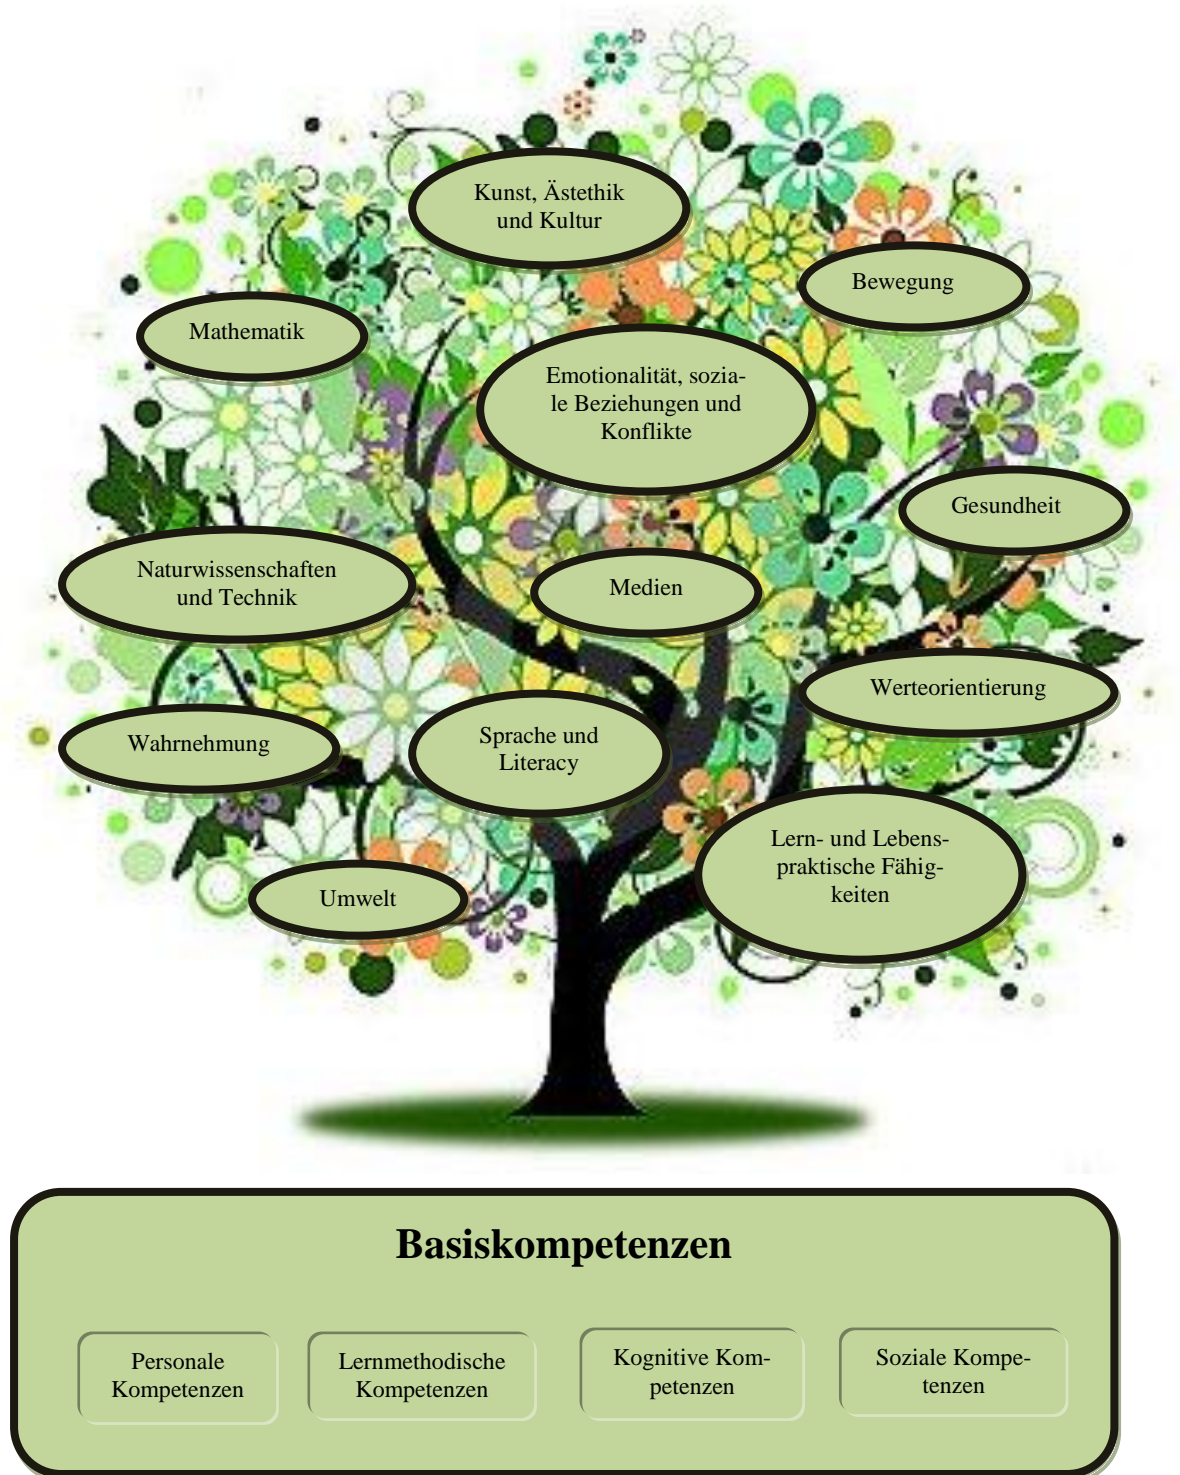 Kunst, Ästethik
und Kultur
Bewegung
Mathematik
Emotionalität, sozia-
le Beziehungen und
Konflikte
Gesundheit
Naturwissenschaften
und Technik
Medien
Werteorientierung
Wahrnehmung
Sprache und
Literacy
Lern- und Lebens-
praktische Fähig-
keiten
Umwelt
Basiskompetenzen
Personale
Kompetenzen
Lernmethodische
Kompetenzen
Kognitive Kom-
petenzen
Soziale Kompe-
tenzen